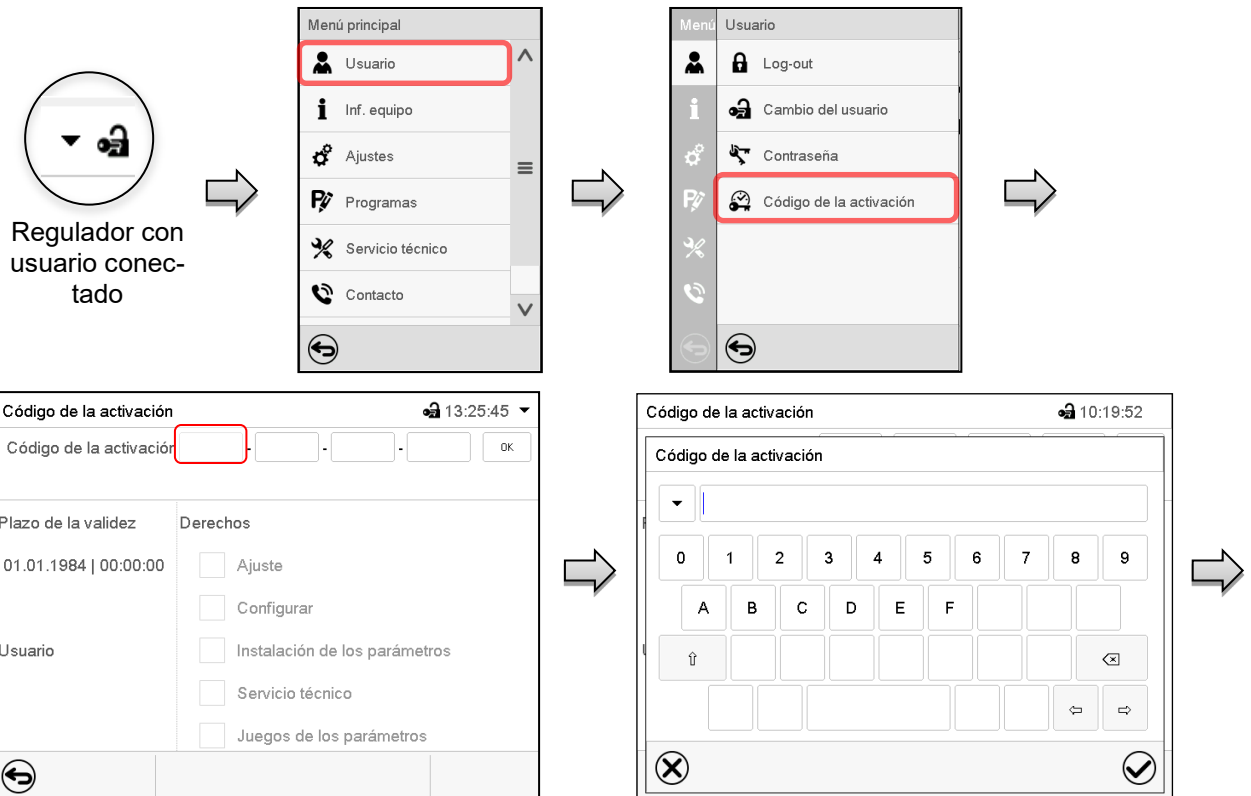 Regulador con
usuario conec-
tado
Menú principal
Usuario
Inf. equipo
Ajustes
Programas
Servicio técnico
Contacto
Menú
Usuario
Log-out
Cambio del usuario
Contraseña
Código de la activación
Código de la activación
13:25:45
Código de la activación - - - OK
Plazo de la validez Derechos
01.01.1984 | 00:00:00 Ajuste
Configurar
Usuario Instalación de los parámetros
Servicio técnico
Juegos de los parámetros
Código de la activación
10:19:52
Código de la activación
0 1 2 3 4 5 6 7 8 9
A B C D E F